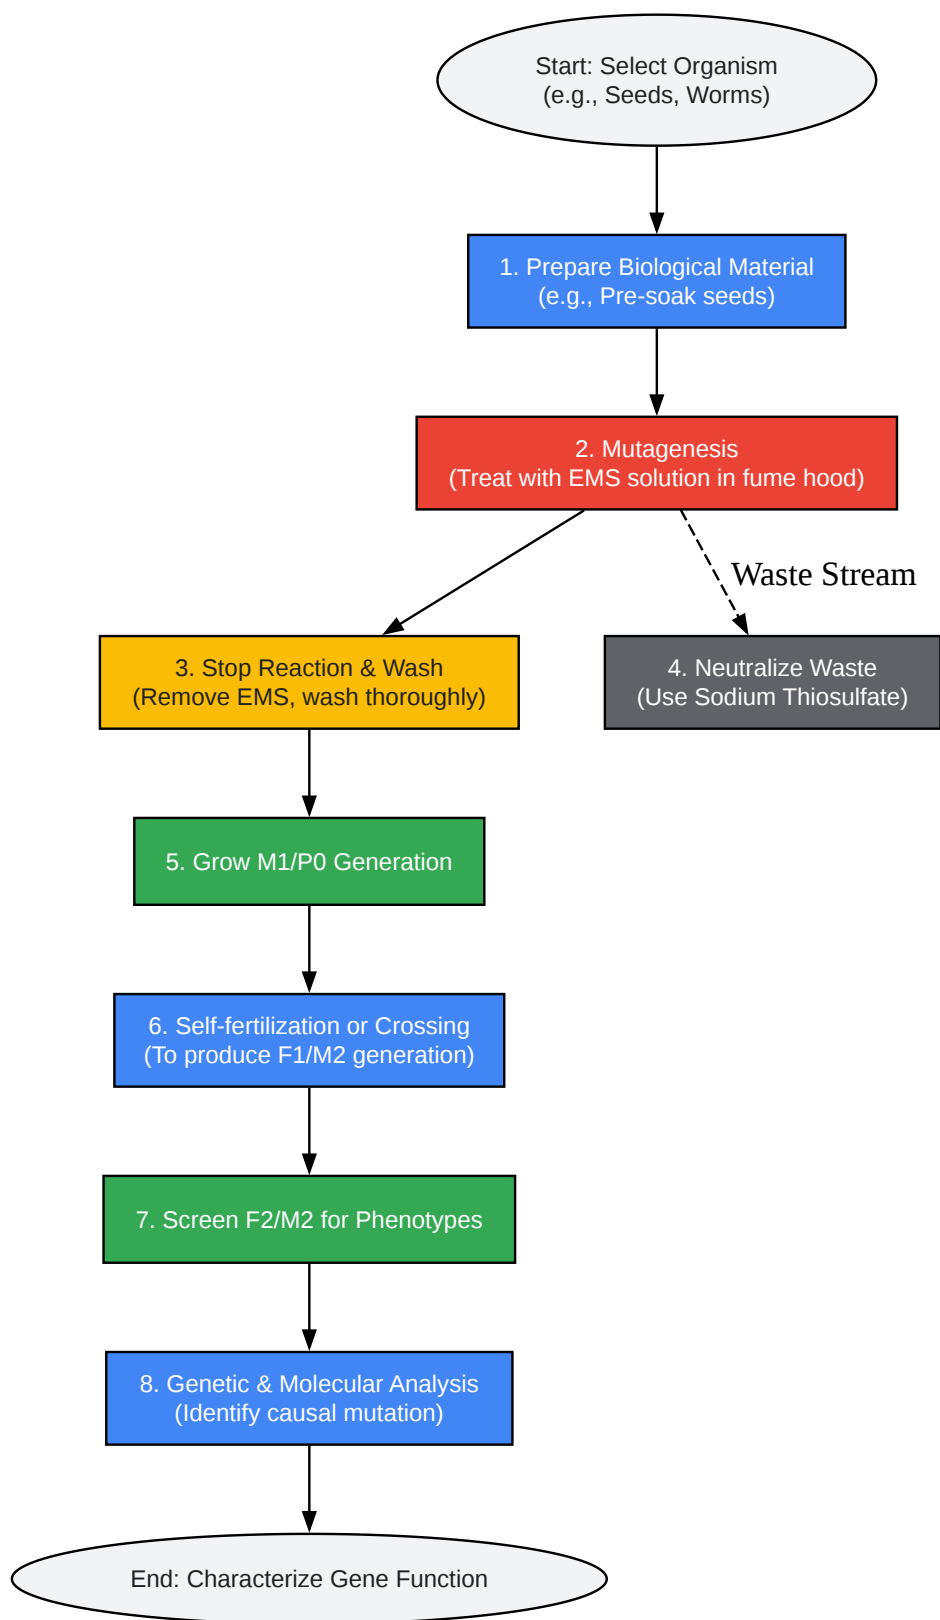 Start: Select Organism
(e.g., Seeds, Worms)
1. Prepare Biological Material
(e.g., Pre-soak seeds)
2. Mutagenesis
(Treat with EMS solution in fume hood)
Waste Stream
3. Stop Reaction & Wash
(Remove EMS, wash thoroughly)
4. Neutralize Waste
(Use Sodium Thiosulfate)
5. Grow M1/P0 Generation
6. Self-fertilization or Crossing
(To produce F1/M2 generation)
7. Screen F2/M2 for Phenotypes
8. Genetic & Molecular Analysis
(Identify causal mutation)
End: Characterize Gene Function